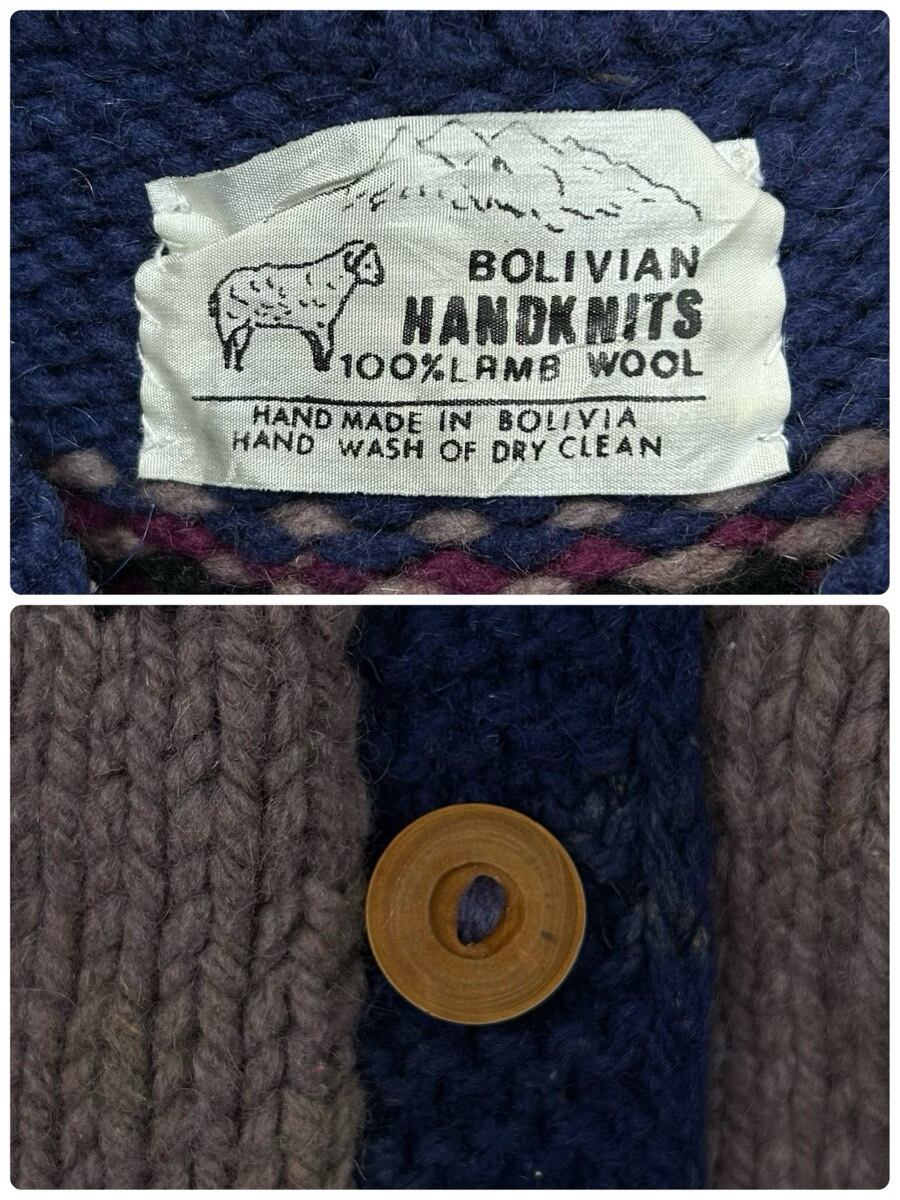 BOLIVIAN
HANDKNITS
100% LAMB WOOL
HAND MADE IN BOLIVIA
HAND WASH OF DRY CLEAN